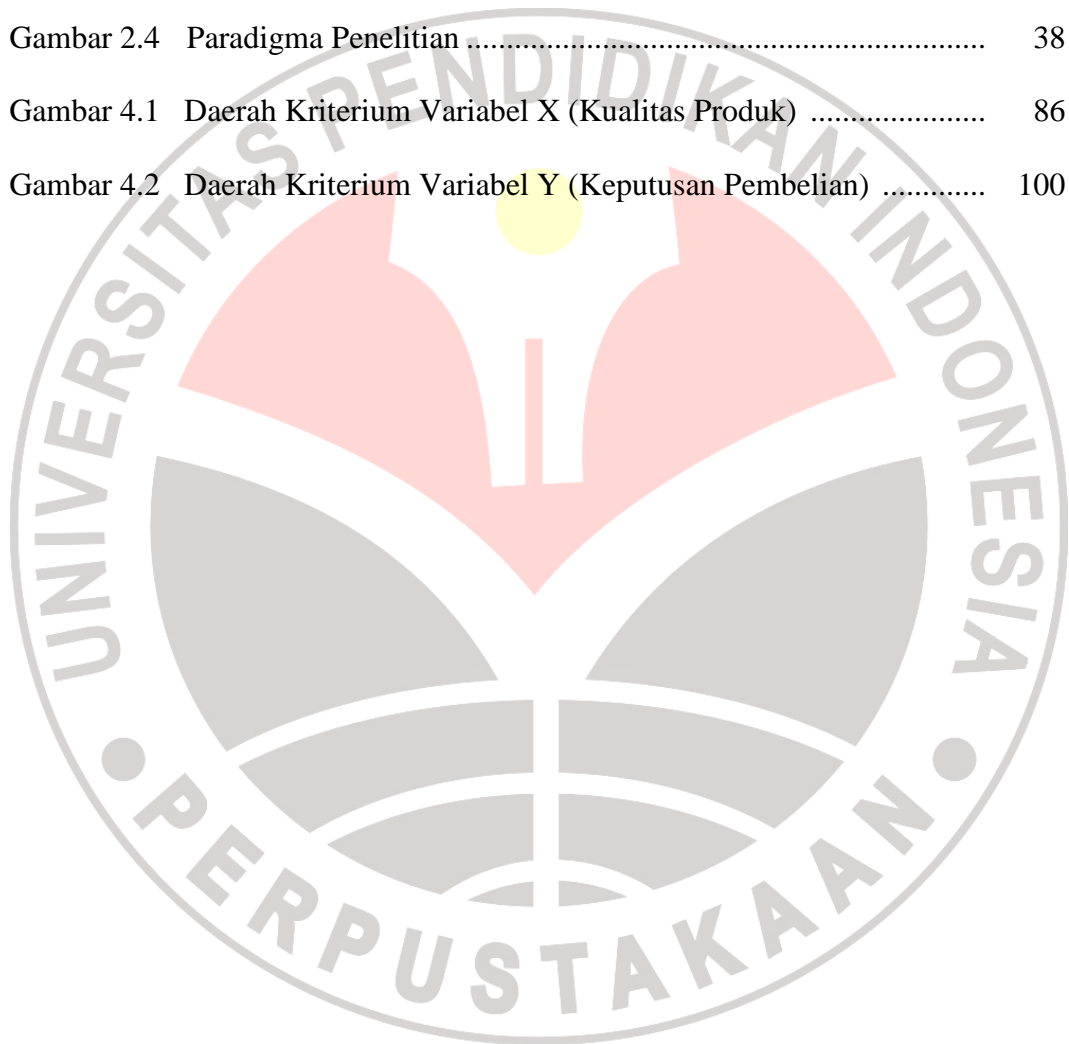 Gambar 2.4 Paradigma Penelitian .................................................................. 38
Gambar 4.1 Daerah Kriterium Variabel X (Kualitas Produk) ...................... 86
Gambar 4.2 Daerah Kriterium Variabel Y (Keputusan Pembelian) ............. 100
UNIVERSITAS PENDIDIKAN INDONESIA
PERPUSTAKAAN